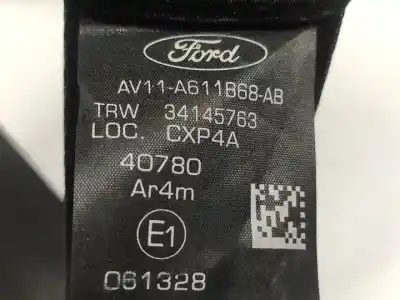 Ford
AV11-A611B68-AB
TRW 34145763
LOC. CXP4A
40780
Ar4m
E1
061328